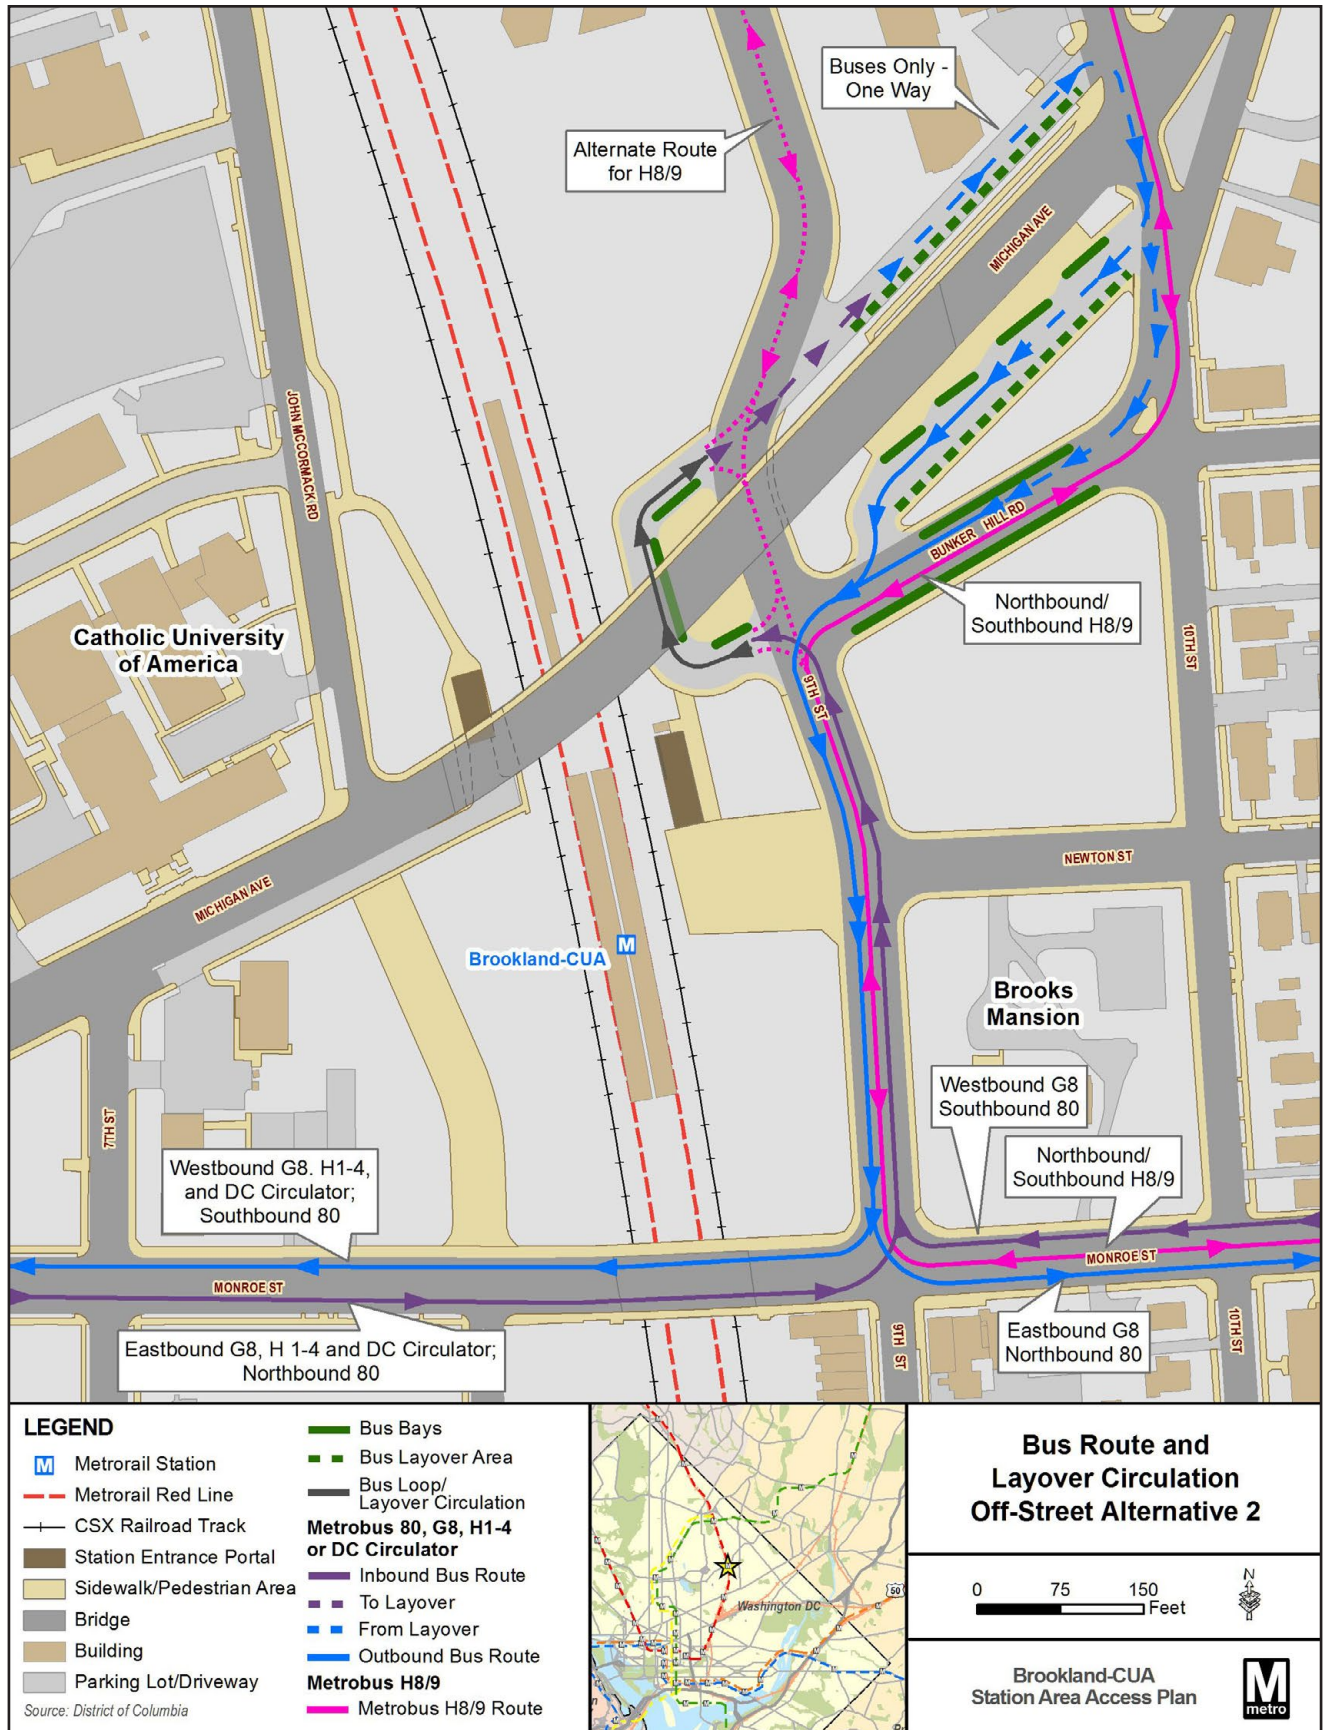 Buses Only -
One Way
Alternate Route
for H8/9
MICHIGAN AVE
JOHN MCCORMACK RD
BUNKER HILL RD
Northbound/
Southbound H8/9
Catholic University
of America
10TH ST
9TH ST
NEWTON ST
MICHIGAN AVE
M
Brookland-CUA
Brooks
Mansion
Westbound G8
Southbound 80
7TH ST
Westbound G8. H1-4,
and DC Circulator;
Southbound 80
Northbound/
Southbound H8/9
MONROE ST
MONROE ST
Eastbound G8, H 1-4 and DC Circulator;
Northbound 80
Eastbound G8
Northbound 80
9TH ST
10TH ST
LEGEND
M Metrorail Station
Metrorail Red Line
CSX Railroad Track
Station Entrance Portal
Sidewalk/Pedestrian Area
Bridge
Building
Parking Lot/Driveway
Source: District of Columbia
Bus Bays
Bus Layover Area
Bus Loop/
Layover Circulation
Metrobus 80, G8, H1-4
or DC Circulator
Inbound Bus Route
To Layover
From Layover
Outbound Bus Route
Metrobus H8/9
Metrobus H8/9 Route
Washington DC
50
Bus Route and
Layover Circulation
Off-Street Alternative 2
0 75 150
Feet
N
Brookland-CUA
Station Area Access Plan
M
metro